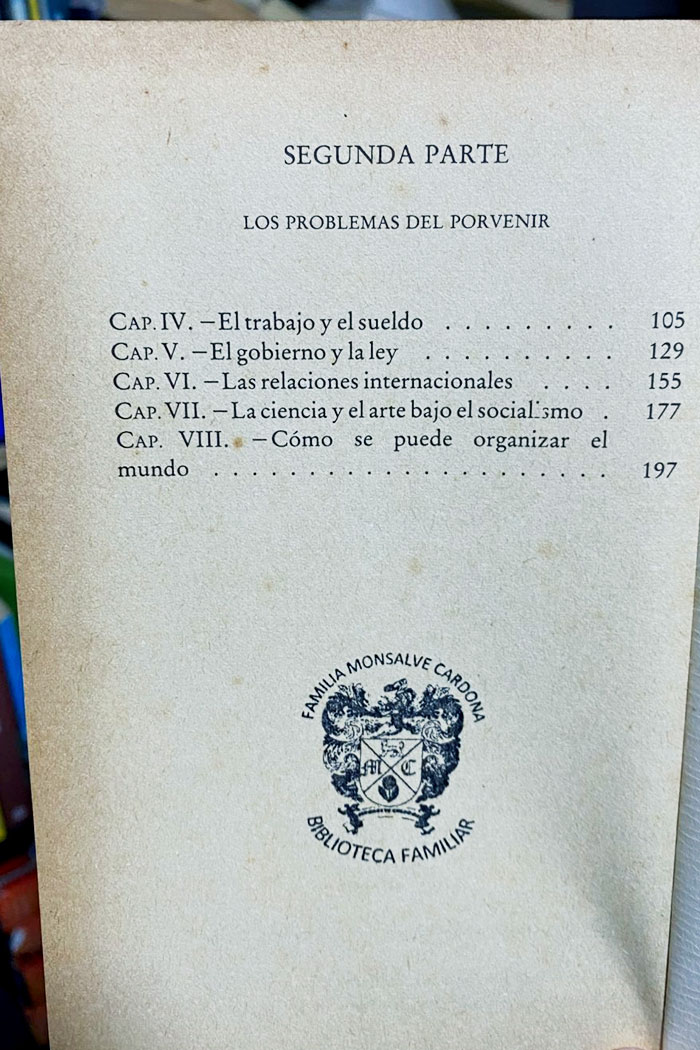 SEGUNDA PARTE
LOS PROBLEMAS DEL PORVENIR
CAP. IV. —El trabajo y el sueldo . . . . . . . . . 105
CAP. V. —El gobierno y la ley . . . . . . . . . . 129
CAP. VI. —Las relaciones internacionales . . . . 155
CAP. VII. —La ciencia y el arte bajo el socialismo . 177
CAP. VIII. —Cómo se puede organizar el
mundo . . . . . . . . . . . . . . . . . . . . . 197
FAMILIA MONSALVE CARDONA
M C
BIBLIOTECA FAMILIAR